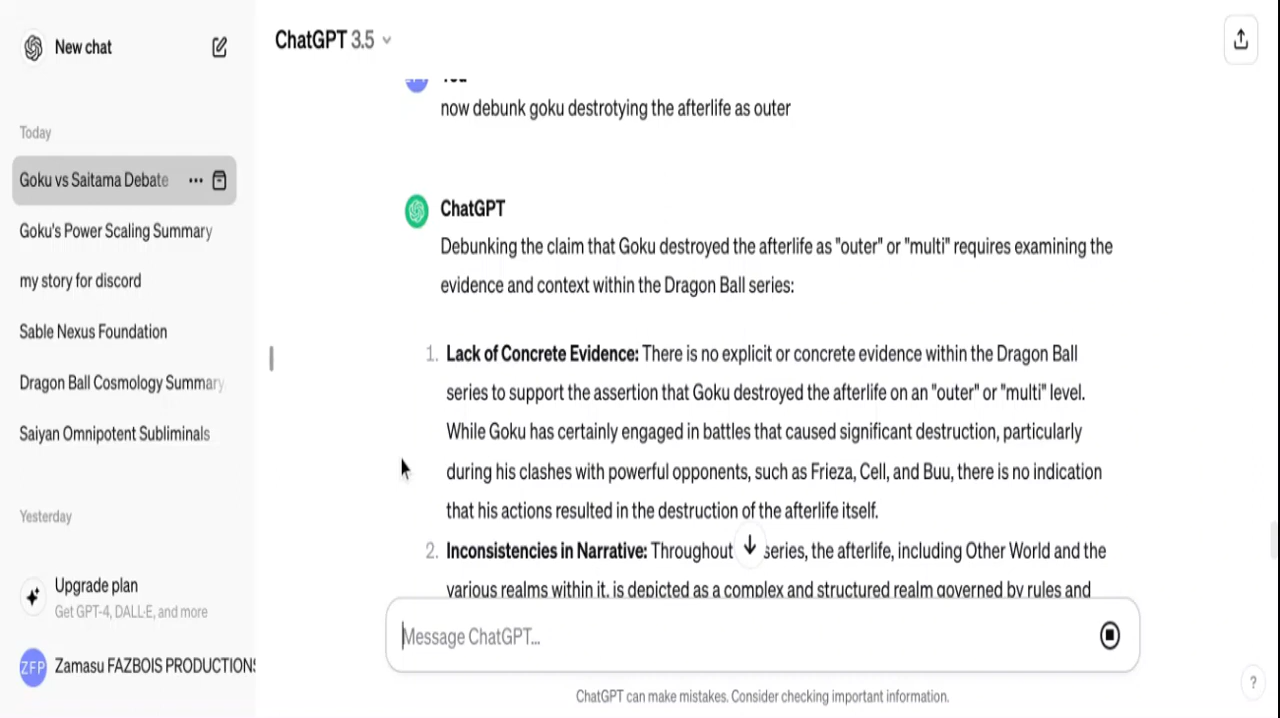 New chat
Today
Goku vs Saitama Debate
Goku's Power Scaling Summary
my story for discord
Sable Nexus Foundation
Dragon Ball Cosmology Summary
Saiyan Omnipotent Subliminals
Yesterday
Upgrade plan
Get GPT-4, DALL·E, and more
ZFP Zamasu FAZBOIS PRODUCTIONS
ChatGPT 3.5
You
now debunk goku destrotying the afterlife as outer
ChatGPT
Debunking the claim that Goku destroyed the afterlife as "outer" or "multi" requires examining the
evidence and context within the Dragon Ball series:
1. Lack of Concrete Evidence: There is no explicit or concrete evidence within the Dragon Ball
series to support the assertion that Goku destroyed the afterlife on an "outer" or "multi" level.
While Goku has certainly engaged in battles that caused significant destruction, particularly
during his clashes with powerful opponents, such as Frieza, Cell, and Buu, there is no indication
that his actions resulted in the destruction of the afterlife itself.
2. Inconsistencies in Narrative: Throughout series, the afterlife, including Other World and the
various realms within it, is depicted as a complex and structured realm governed by rules and
Message ChatGPT...
ChatGPT can make mistakes. Consider checking important information.
?